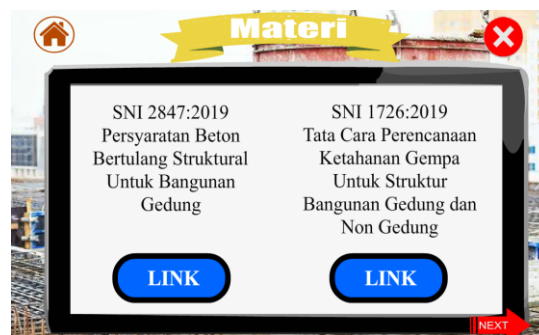 Materi
SNI 2847:2019
Persyaratan Beton
Bertulang Struktural
Untuk Bangunan
Gedung
LINK
SNI 1726:2019
Tata Cara Perencanaan
Ketahanan Gempa
Untuk Struktur
Bangunan Gedung dan
Non Gedung
LINK
NEXT